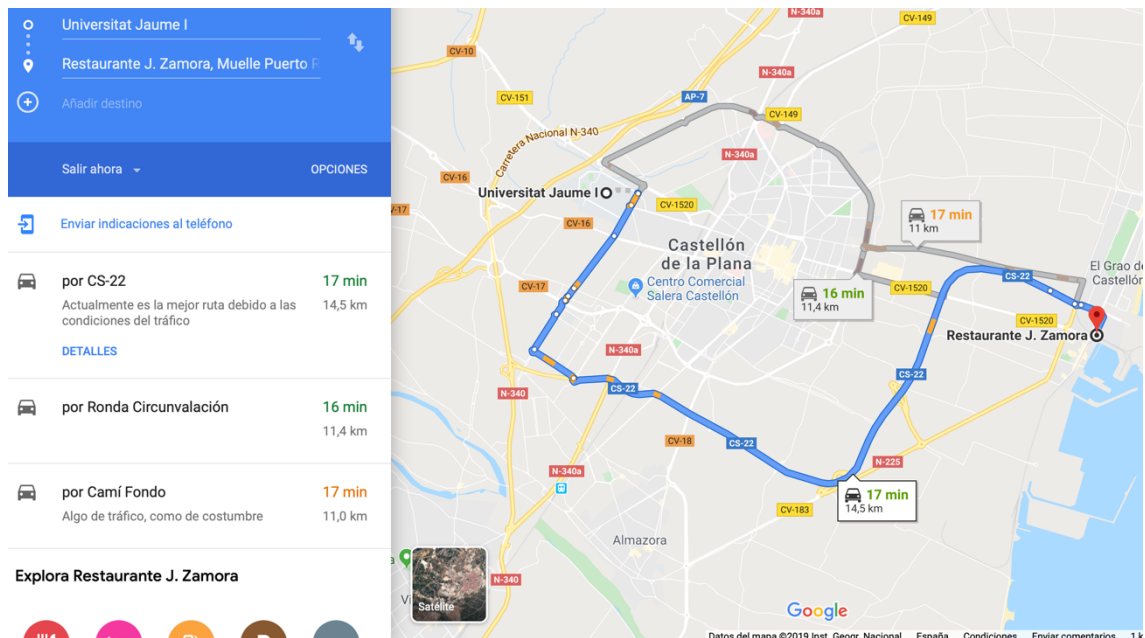 Universitat Jaume I
Restaurante J. Zamora, Muelle Puerto
Añadir destino
Salir ahora
OPCIONES
Enviar indicaciones al teléfono
por CS-22
17 min
Actualmente es la mejor ruta debido a las
14,5 km
condiciones del tráfico
DETALLES
por Ronda Circunvalación
16 min
11,4 km
por Camí Fondo
17 min
Algo de tráfico, como de costumbre
11,0 km
Explora Restaurante J. Zamora
N-340a
CV-149
CV-10
N-340a
CV-151
AP-7
CV-149
Carretera Nacional N-340
N-340a
CV-16
Universitat Jaume I
CV-1520
V-17
CV-16
17 min
11 km
Castellón
de la Plana
El Grao de
Castellón
CS-22
Centro Comercial
Salera Castellón
CV-17
16 min
11,4 km
CV-1520
CV-1520
Restaurante J. Zamora
N-340a
CS-22
N-340
CS-22
CV-18
CS-22
N-225
N-340a
17 min
14,5 km
CV-183
Almazora
N-340
Satélite
Google
Datos del mapa ©2019 Inst. Geogr. Nacional
España
Condiciones
Enviar comentarios